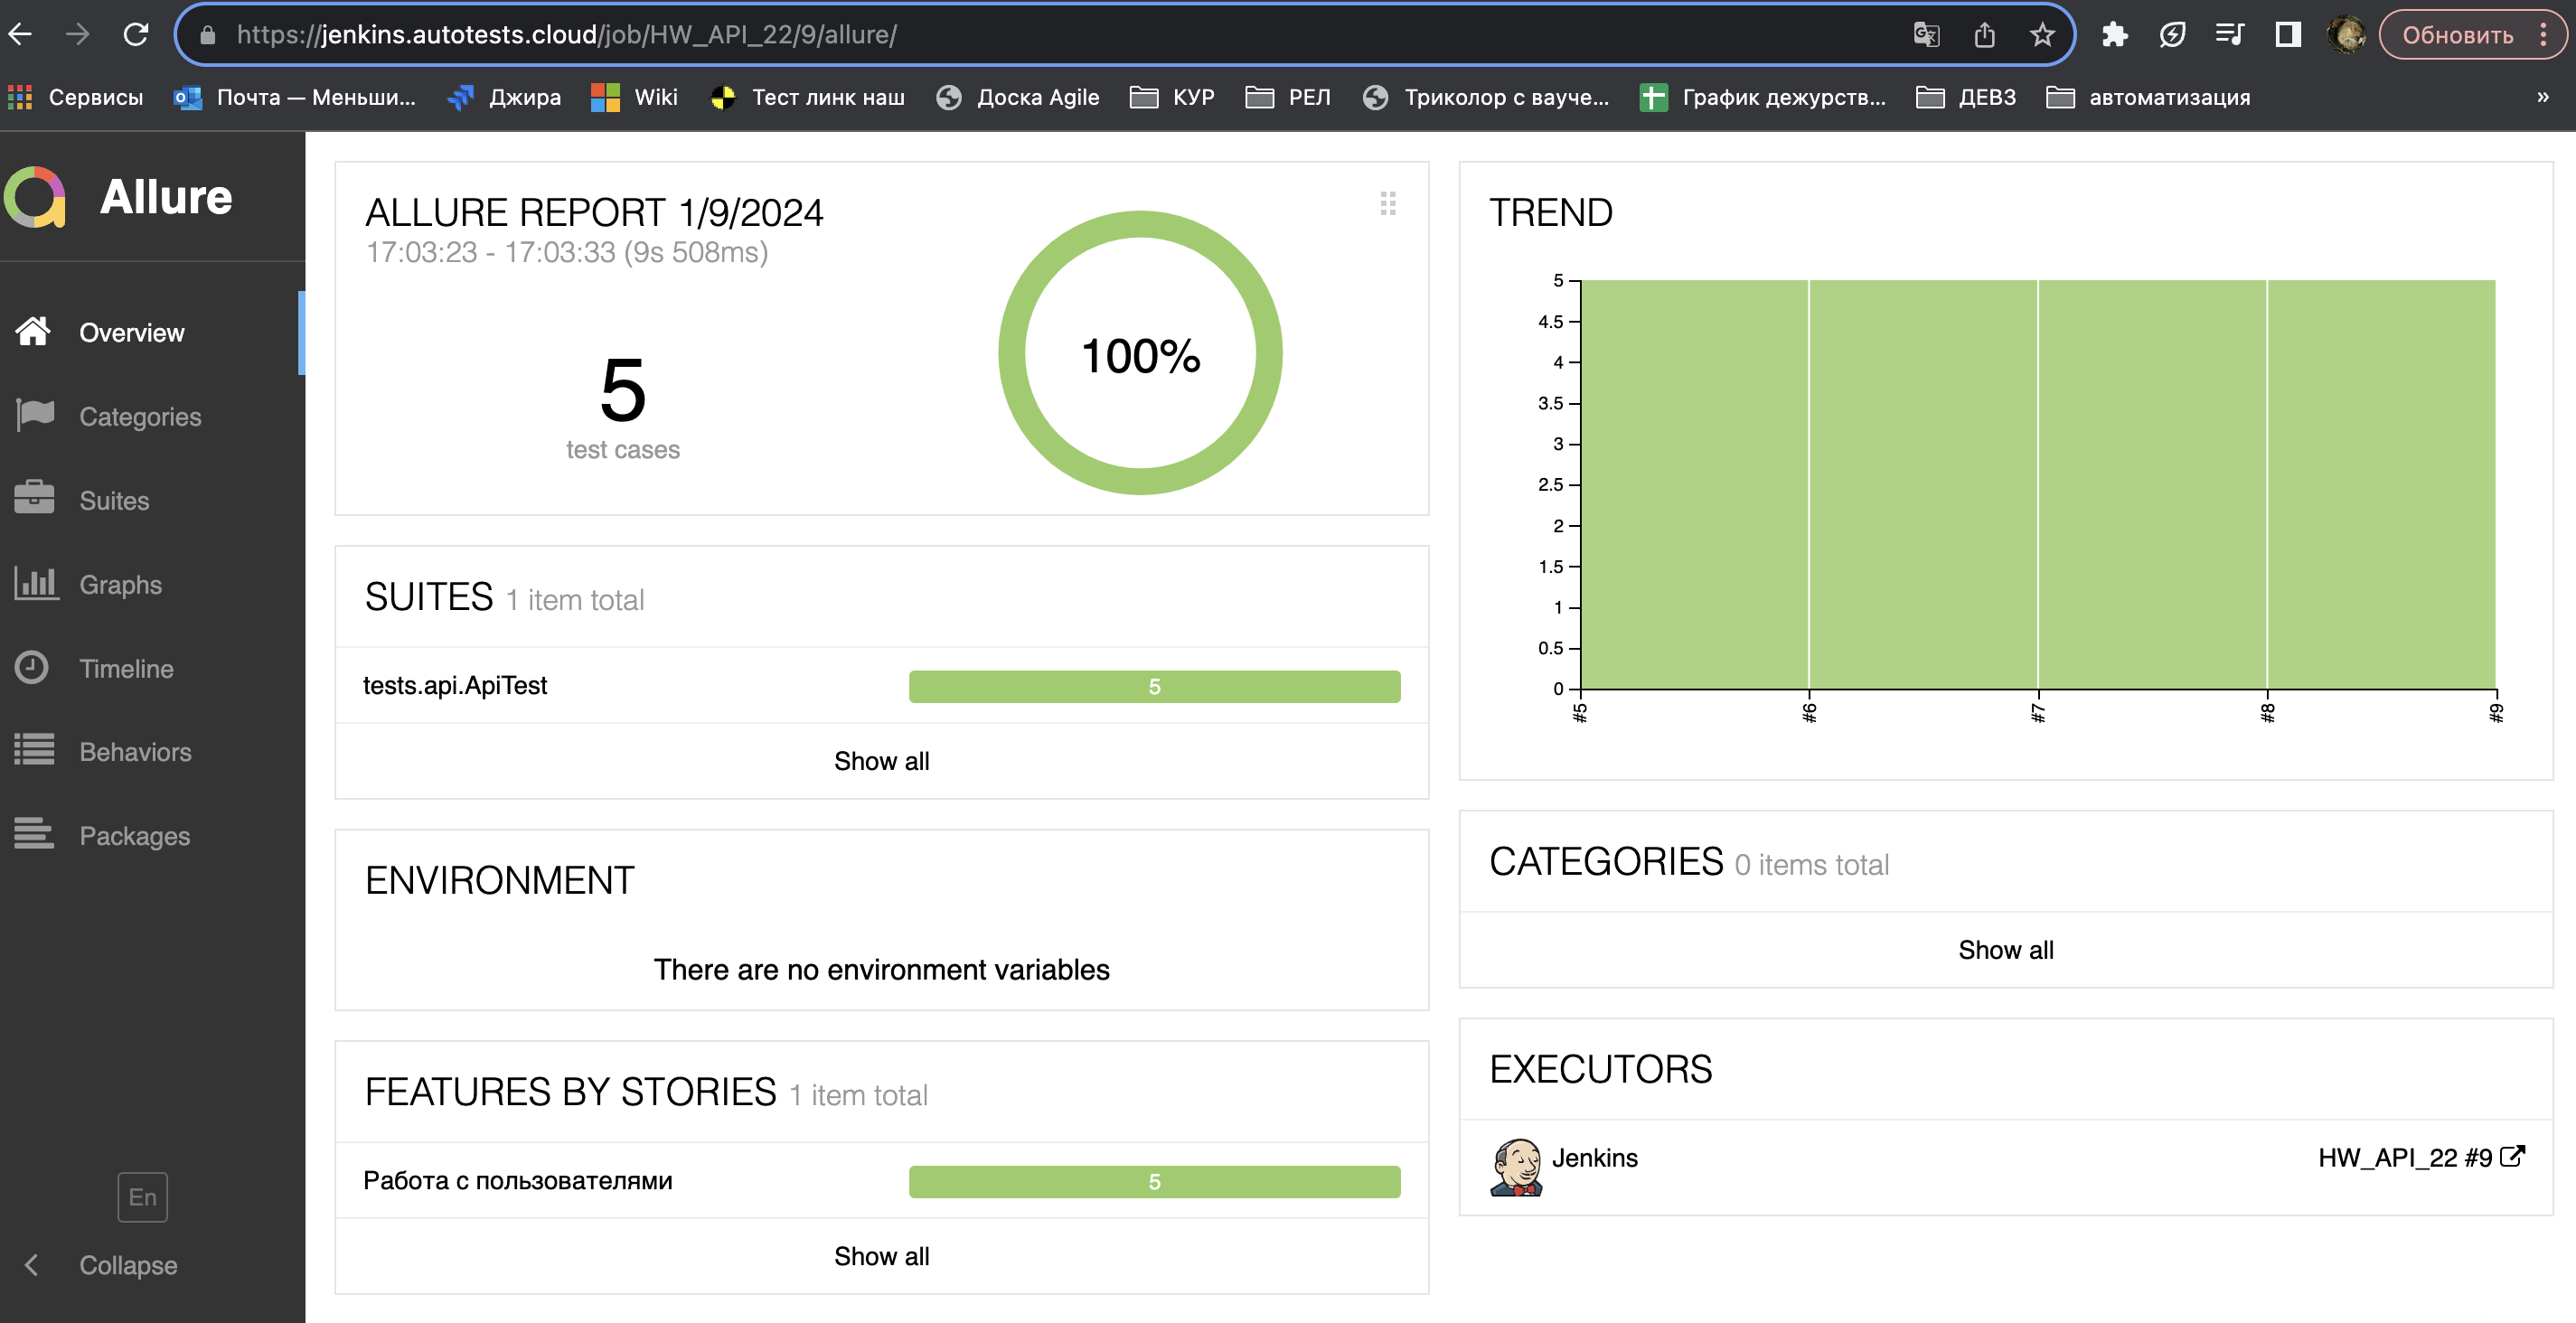 https://jenkins.autotests.cloud/job/HW_API_22/9/allure/
Обновить
Сервисы
Почта — Меньши...
Джира
Wiki
Тест линк наш
Доска Agile
КУР
РЕЛ
Триколор с вауче...
График дежурств...
ДЕВЗ
автоматизация
»
Allure
Overview
Categories
Suites
Graphs
Timeline
Behaviors
Packages
En
Collapse
ALLURE REPORT 1/9/2024
17:03:23 - 17:03:33 (9s 508ms)
5
test cases
100%
SUITES 1 item total
tests.api.ApiTest
5
Show all
ENVIRONMENT
There are no environment variables
FEATURES BY STORIES 1 item total
Работа с пользователями
5
Show all
TREND
5
4.5
4
3.5
3
2.5
2
1.5
1
0.5
0
#5
#6
#7
#8
#9
CATEGORIES 0 items total
Show all
EXECUTORS
Jenkins
HW_API_22 #9